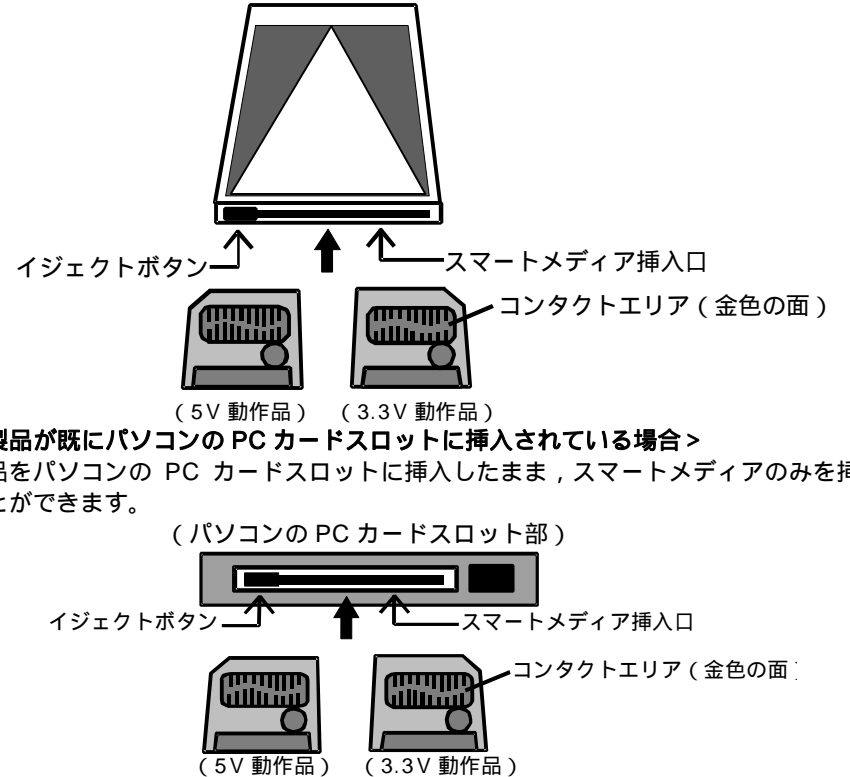 イジェクトボタン スマートメディア挿入口
コンタクトエリア(金色の面)
(5V 動作品) (3.3V 動作品)
製品が既にパソコンの PC カードスロットに挿入されている場合>
品をパソコンの PC カードスロットに挿入したまま,スマートメディアのみを挿
とができます。
(パソコンの PC カードスロット部)
イジェクトボタン スマートメディア挿入口
コンタクトエリア(金色の面)
(5V 動作品) (3.3V 動作品)